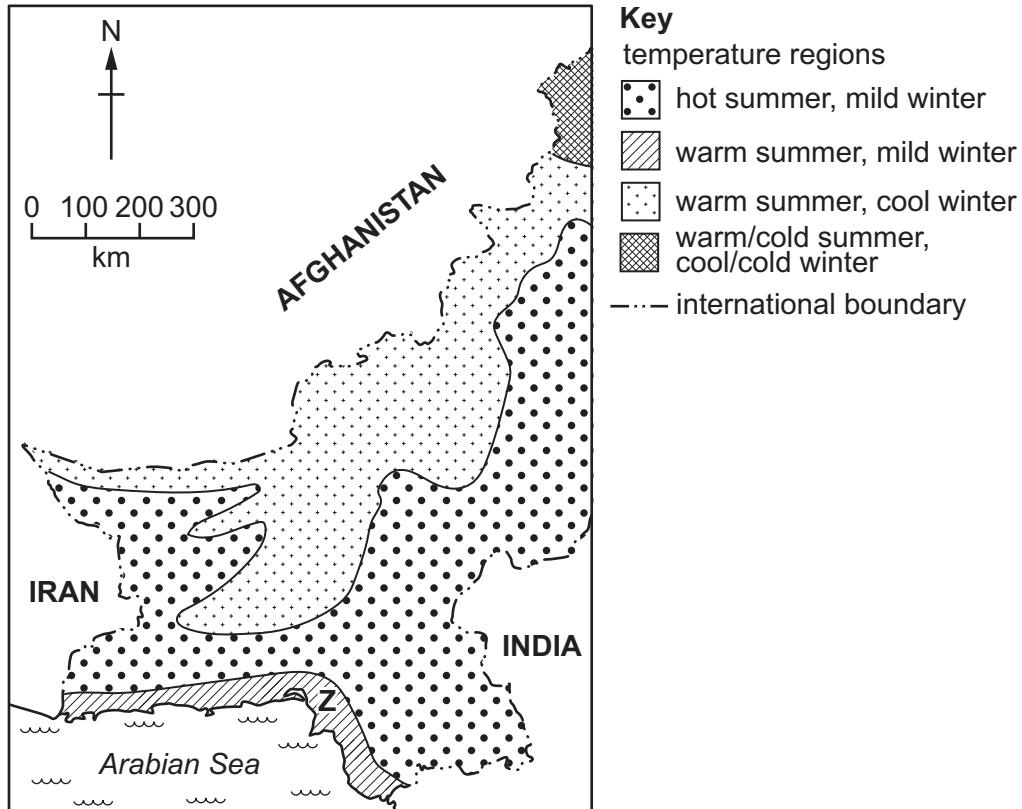 N
0 100 200 300
km
AFGHANISTAN
IRAN
INDIA
Z
Arabian Sea
Key
temperature regions
hot summer, mild winter
warm summer, mild winter
warm summer, cool winter
warm/cold summer,
cool/cold winter
international boundary